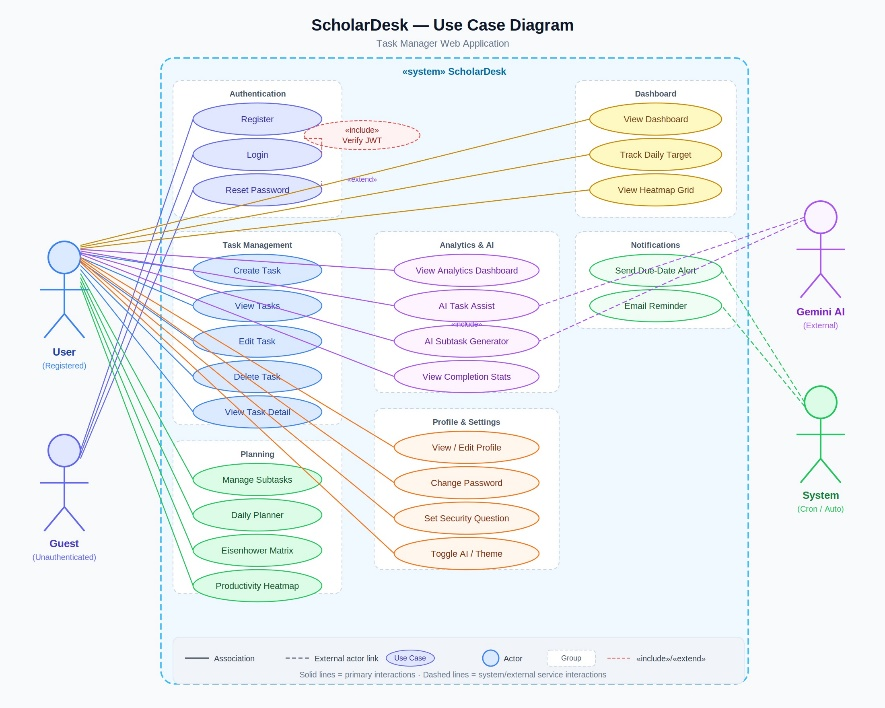 ScholarDesk — Use Case Diagram
Task Manager Web Application
«system» ScholarDesk
Authentication
Register
Login
Reset Password
«include»
Verify JWT
«extend»
Dashboard
View Dashboard
Track Daily Target
View Heatmap Grid
Task Management
Create Task
View Tasks
Edit Task
Delete Task
View Task Detail
Analytics & AI
View Analytics Dashboard
AI Task Assist
«include»
AI Subtask Generator
View Completion Stats
Notifications
Send Due-Date Alert
Email Reminder
Planning
Manage Subtasks
Daily Planner
Eisenhower Matrix
Productivity Heatmap
Profile & Settings
View / Edit Profile
Change Password
Set Security Question
Toggle AI / Theme
User
(Registered)
Guest
(Unauthenticated)
Gemini AI
(External)
System
(Cron / Auto)
Association
External actor link
Use Case
Actor
Group
«include»/«extend»
Solid lines = primary interactions · Dashed lines = system/external service interactions